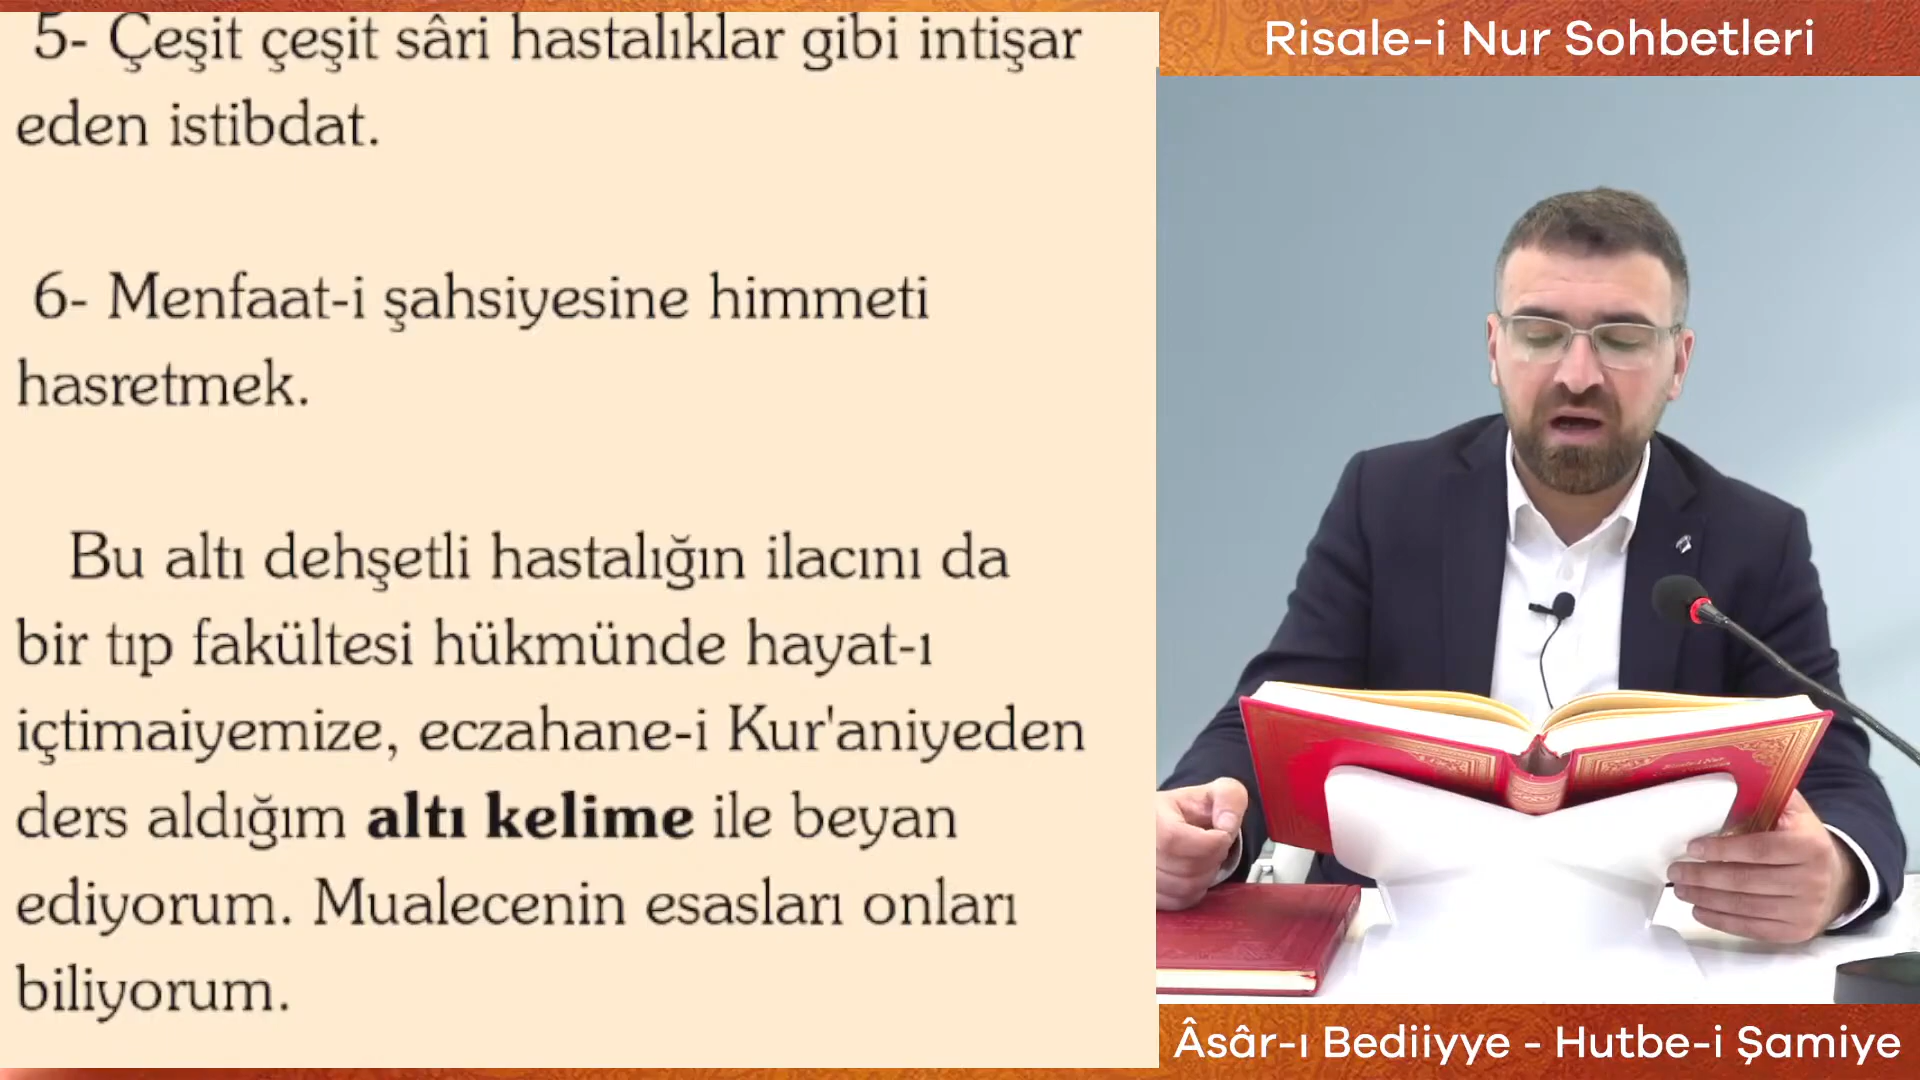 5- Çeşit çeşit sâri hastalıklar gibi intişar
eden istibdat.
6- Menfaat-i şahsiyesine himmeti
hasretmek.
Bu altı dehşetli hastalığın ilacını da
bir tıp fakültesi hükmünde hayat-ı
içtimaiyemize, eczahane-i Kur'aniyeden
ders aldığım altı kelime ile beyan
ediyorum. Mualecenin esasları onları
biliyorum.
Risale-i Nur Sohbetleri
Âsâr-ı Bediiyye - Hutbe-i Şamiye